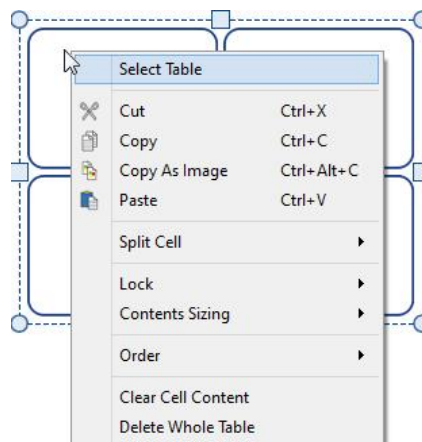 Select Table
Cut Ctrl+X
Copy Ctrl+C
Copy As Image Ctrl+Alt+C
Paste Ctrl+V
Split Cell
Lock
Contents Sizing
Order
Clear Cell Content
Delete Whole Table